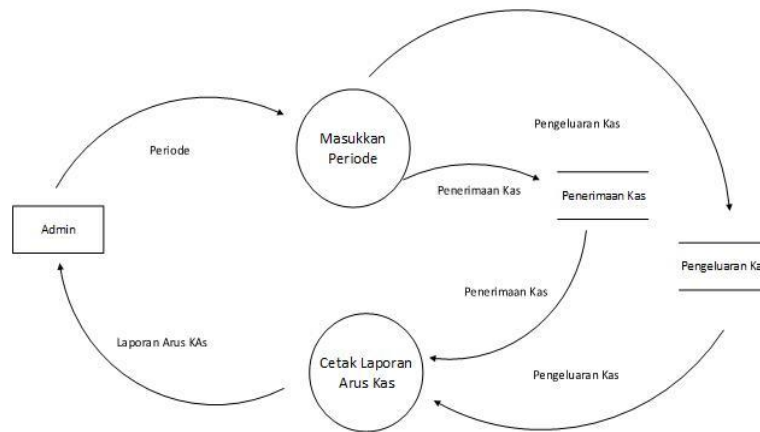 Masukkan
Periode
Pengeluaran Kas
Periode
Penerimaan Kas
Penerimaan Kas
Admin
Pengeluaran Ka
Penerimaan Kas
Laporan Arus KAs
Cetak Laporan
Arus Kas
Pengeluaran Kas